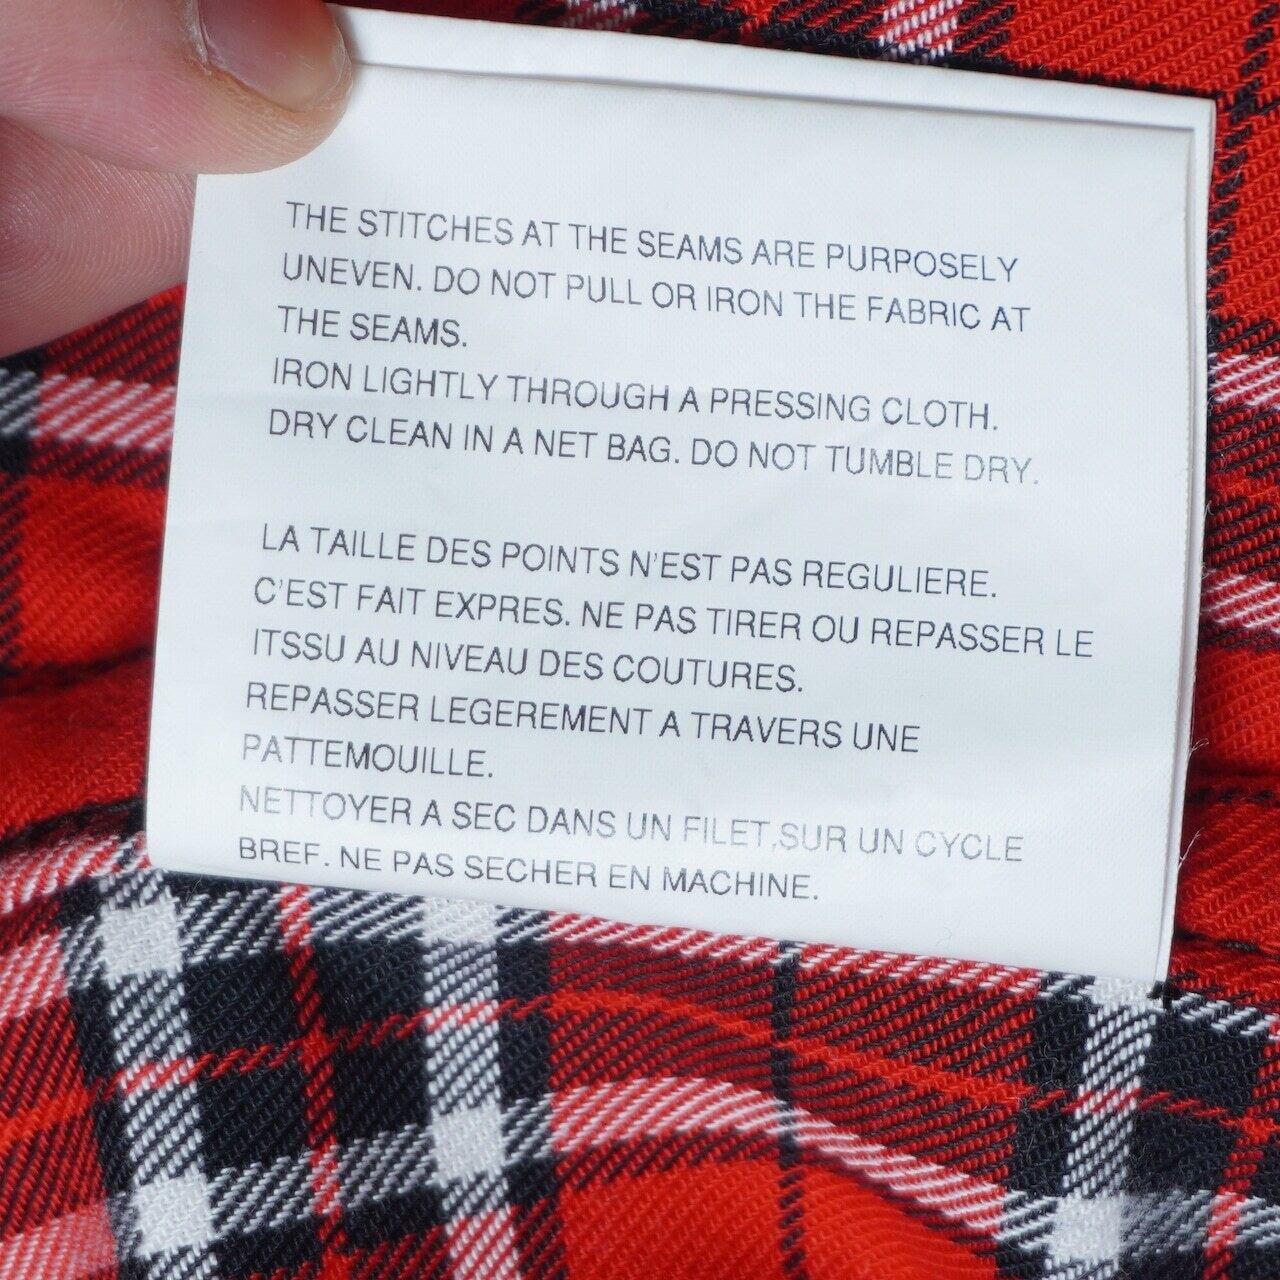 THE STITCHES AT THE SEAMS ARE PURPOSELY
UNEVEN. DO NOT PULL OR IRON THE FABRIC AT
THE SEAMS.
IRON LIGHTLY THROUGH A PRESSING CLOTH.
DRY CLEAN IN A NET BAG. DO NOT TUMBLE DRY.
LA TAILLE DES POINTS N'EST PAS REGULIERE.
C'EST FAIT EXPRES. NE PAS TIRER OU REPASSER LE
ITSSU AU NIVEAU DES COUTURES.
REPASSER LEGEREMENT A TRAVERS UNE
PATTEMOUILLE.
NETTOYER A SEC DANS UN FILET,SUR UN CYCLE
BREF. NE PAS SECHER EN MACHINE.